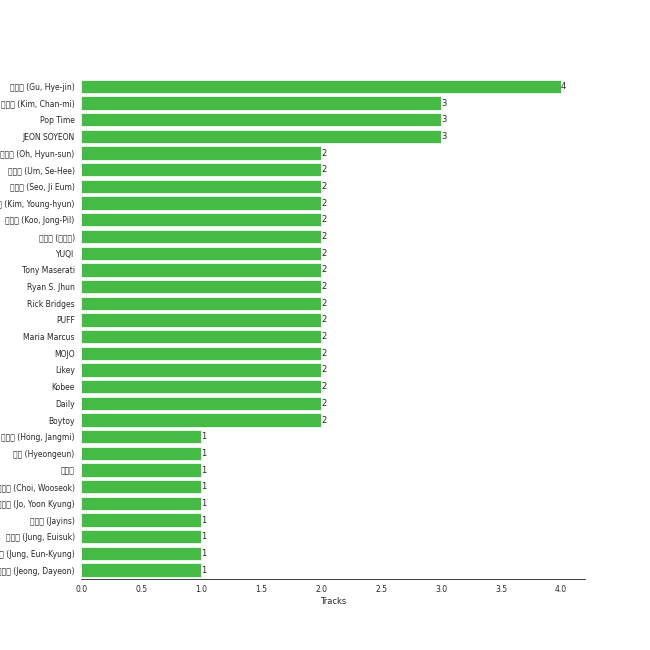 (Gu, Hye-jin) 4
(Kim, Chan-mi) 3
Pop Time 3
JEON SOYEON 3
(Oh, Hyun-sun) 2
(Um, Se-Hee) 2
(Seo, Ji Eum) 2
(Kim, Young-hyun) 2
(Koo, Jong-Pil) 2
2
YUQI 2
Tony Maserati 2
Ryan S. Jhun 2
Rick Bridges 2
PUFF 2
Maria Marcus 2
MOJO 2
Likey 2
Kobee 2
Daily 2
Boytoy 2
(Hong, Jangmi) 1
(Hyeongeun) 1
1
(Choi, Wooseok) 1
(Jo, Yoon Kyung) 1
(Jayins) 1
(Jung, Euisuk) 1
(Jung, Eun-Kyung) 1
(Jeong, Dayeon) 1
0.0 0.5 1.0 1.5 2.0 2.5 3.0 3.5 4.0
Tracks